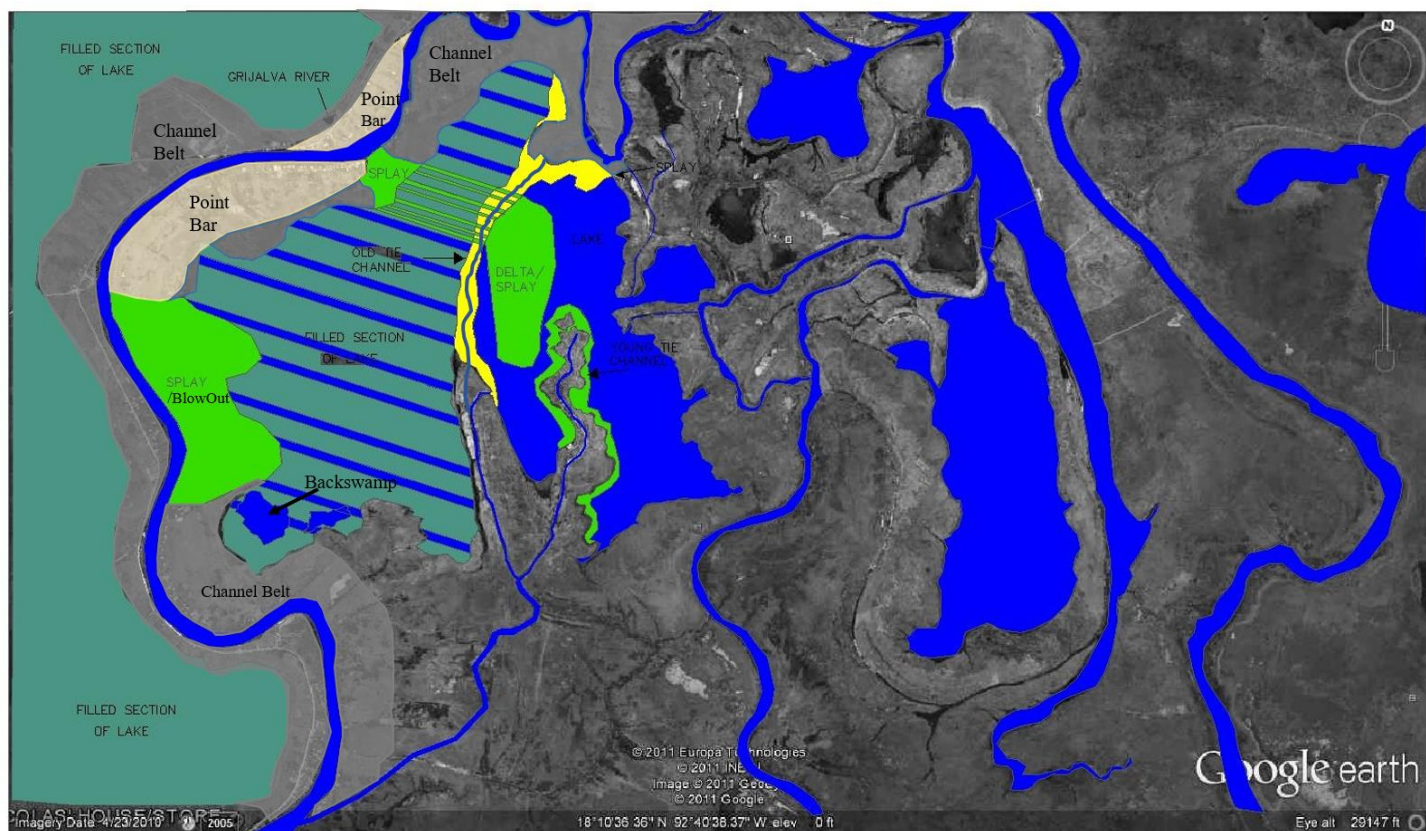 FILLED SECTION
OF LAKE
GRIJALVA RIVER
Channel
Belt
Point
Bar
Channel
Belt
SPLAY
SPLAY
Point
Bar
LAKE
OLD TIE
CHANNEL
DELTA/
SPLAY
FILLED SECTION
OF LAKE
YOUNG TIE
CHANNEL
SPLAY
/BlowOut
Backswamp
Channel Belt
FILLED SECTION
OF LAKE
N
© 2011 Europa Technologies
© 2011 INEGI
Image © 2011 GeoEye
© 2011 Google
Google earth
COLAS' HOUSE/STORE
Imagery Date 4/23/2010
2005
18°10'36.36" N 92°40'38.37" W elev 0 ft
Eye alt 29147 ft